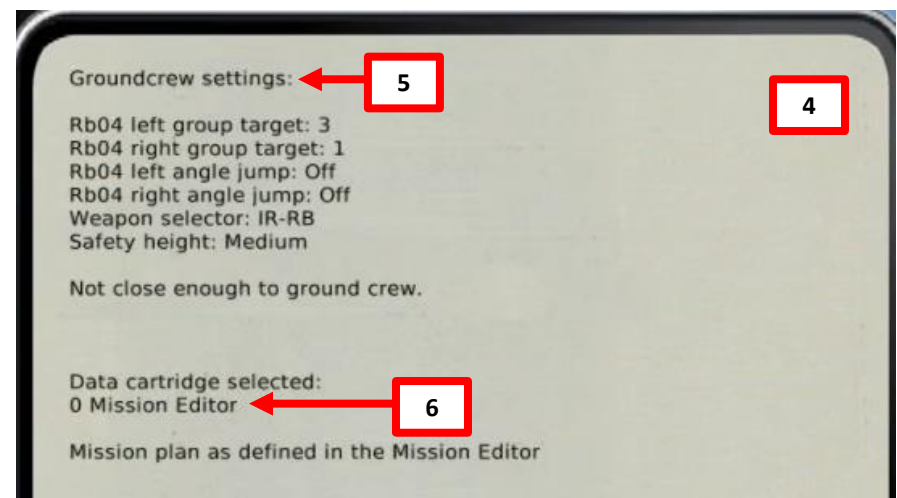 Groundcrew settings:
5
4
Rb04 left group target: 3
Rb04 right group target: 1
Rb04 left angle jump: Off
Rb04 right angle jump: Off
Weapon selector: IR-RB
Safety height: Medium
Not close enough to ground crew.
Data cartridge selected:
0 Mission Editor
6
Mission plan as defined in the Mission Editor